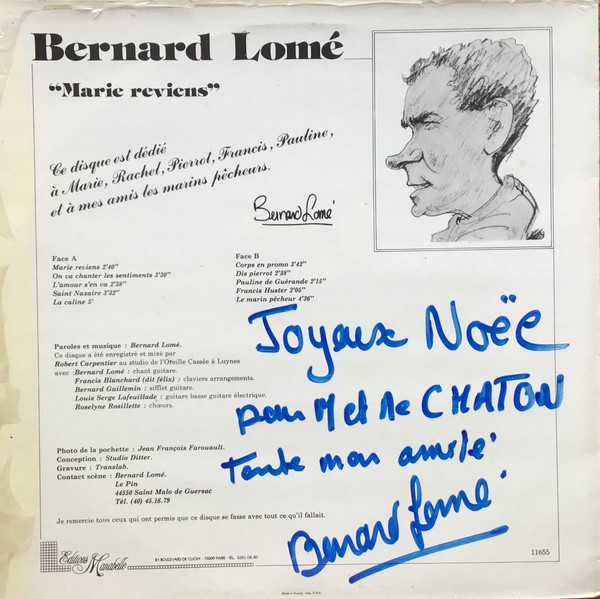 Bernard Lomé
“Marie reviens”
Ce disque est dédié
à Marie, Rachel, Pierrot, Francis, Pauline,
et à mes amis les marins pêcheurs.
Bernard Lomé
Face A
Marie reviens 2'40"
On va chanter les sentiments 3'30"
L'amour s'en va 2'38"
Saint Nazaire 3'32"
La caline 5'
Face B
Corps en promo 3'42"
Dis pierrot 2'38"
Pauline de Guérande 2'15"
Francis Huster 2'05"
Le marin pêcheur 4'36"
Joyeux Noël
pour M et Me CHATON
toute mon amitié
Bernard Lomé
Paroles et musique : Bernard Lomé.
Ce disque a été enregistré et mixé par
Robert Carpentier au studio de l'Oreille Cassée à Luynes
avec : Bernard Lomé : chant guitare.
Francis Blanchard (dit félix) : claviers arrangements.
Bernard Guillemin : sifflet guitare.
Louis Serge Lafeuillade : guitare basse guitare électrique.
Roselyne Rosillette : chœurs.
Photo de la pochette : Jean François Farouault.
Conception : Studio Ditter.
Gravure : Translab.
Contact scène : Bernard Lomé.
Le Pin
44550 Saint Malo de Guersac
Tél. (40) 45.16.79
Je remercie tous ceux qui ont permis que ce disque se fasse avec tout ce qu'il fallait.
Editions Marabelle
81 BOULEVARD DE CLICHY - 75009 PARIS - TÉL.
11655